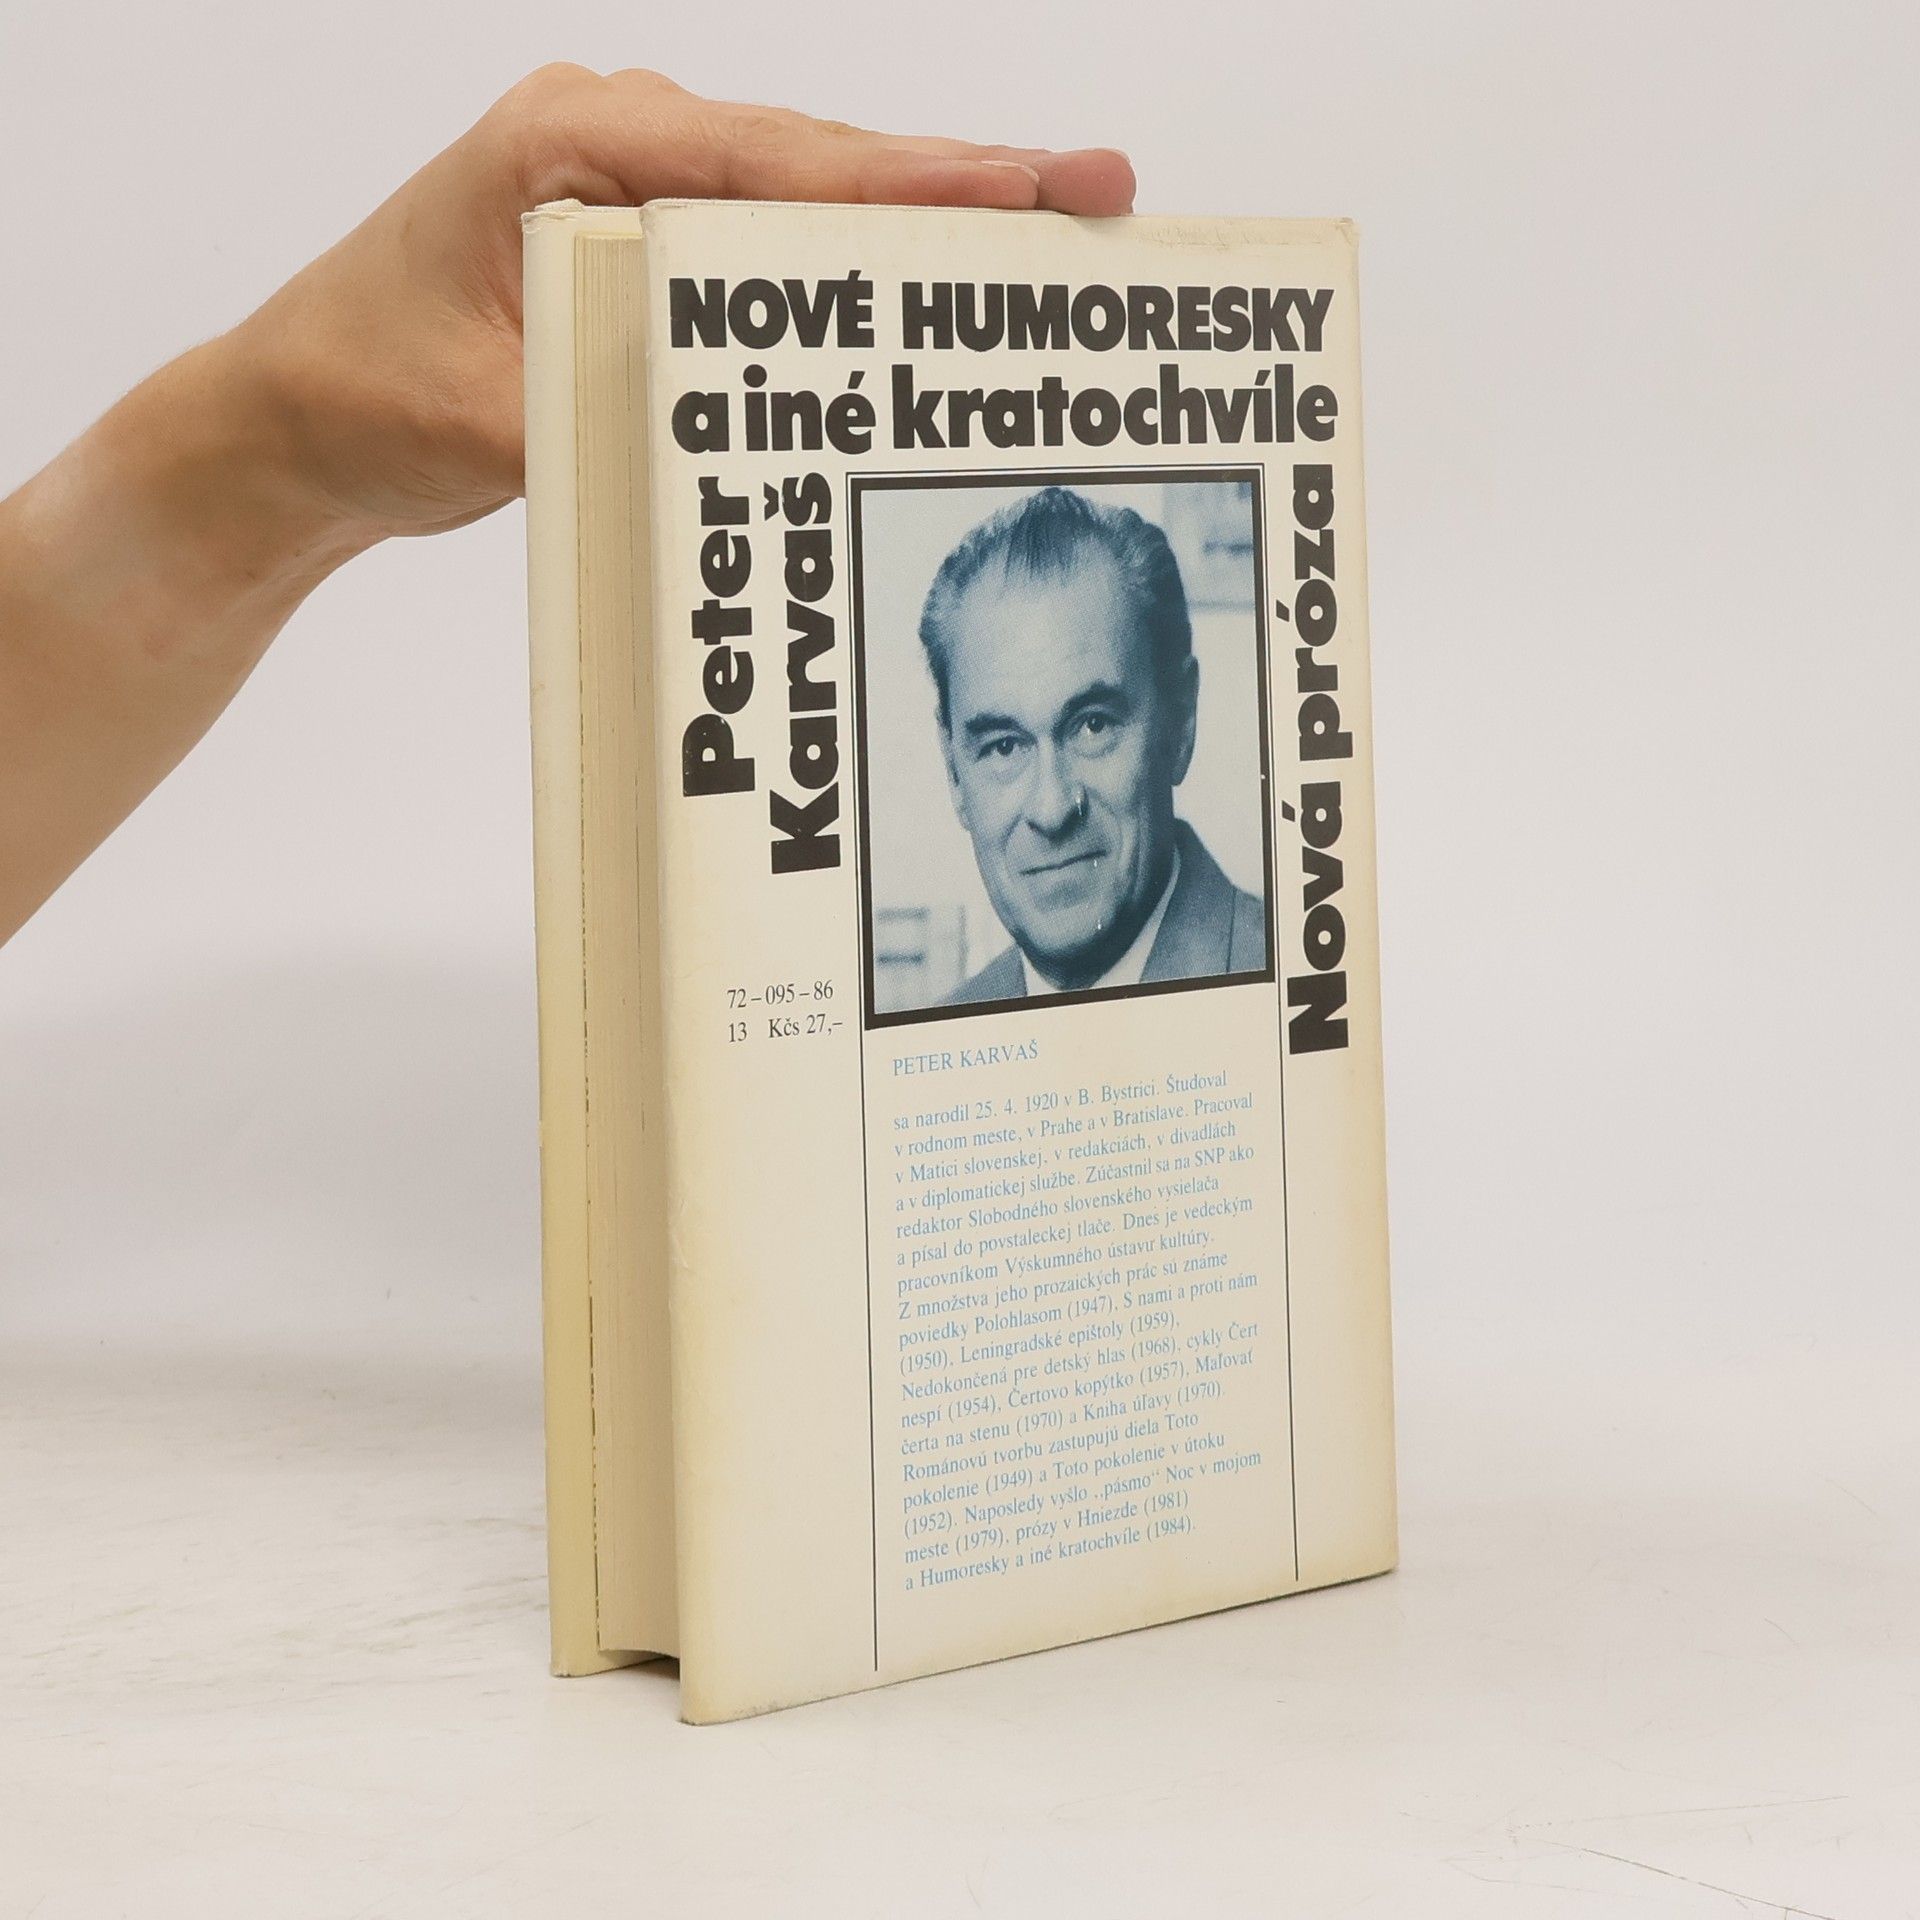 NOVÉ HUMORESKY
a iné kratochvíle
Peter
Karvaš
Nová próza
72–095–86
13 Kčs 27,–
PETER KARVAŠ
sa narodil 25. 4. 1920 v B. Bystrici. Študoval
v rodnom meste, v Prahe a v Bratislave. Pracoval
v Matici slovenskej, v redakciách, v divadlách
a v diplomatickej službe. Zúčastnil sa na SNP ako
redaktor Slobodného slovenského vysielača
a písal do povstaleckej tlače. Dnes je vedeckým
pracovníkom Výskumného ústavu kultúry.
Z množstva jeho prozaických prác sú známe
poviedky Polohlasom (1947), S nami a proti nám
(1950), Leningradské epištoly (1959),
Nedokončená pre detský hlas (1968), cykly Čert
nespí (1954), Čertovo kopýtko (1957), Maľovať
čerta na stenu (1970) a Kniha úľavy (1970).
Románovú tvorbu zastupujú diela Toto
pokolenie (1949) a Toto pokolenie v útoku
(1952). Naposledy vyšlo „pásmo“ Noc v mojom
meste (1979), prózy v Hniezde (1981)
a Humoresky a iné kratochvíle (1984).